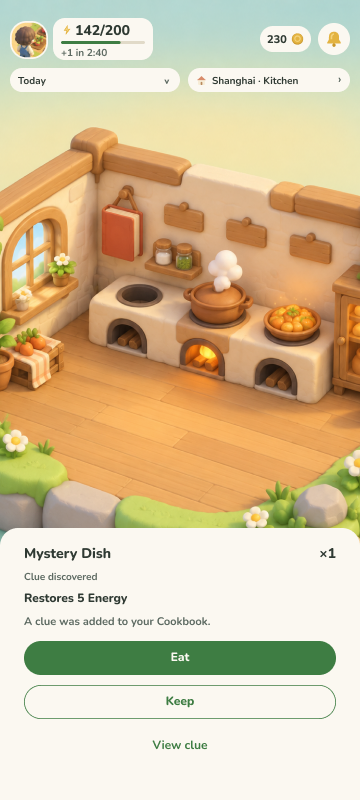 142/200
+1 in 2:40
230
Today
Shanghai · Kitchen
Mystery Dish
×1
Clue discovered
Restores 5 Energy
A clue was added to your Cookbook.
Eat
Keep
View clue